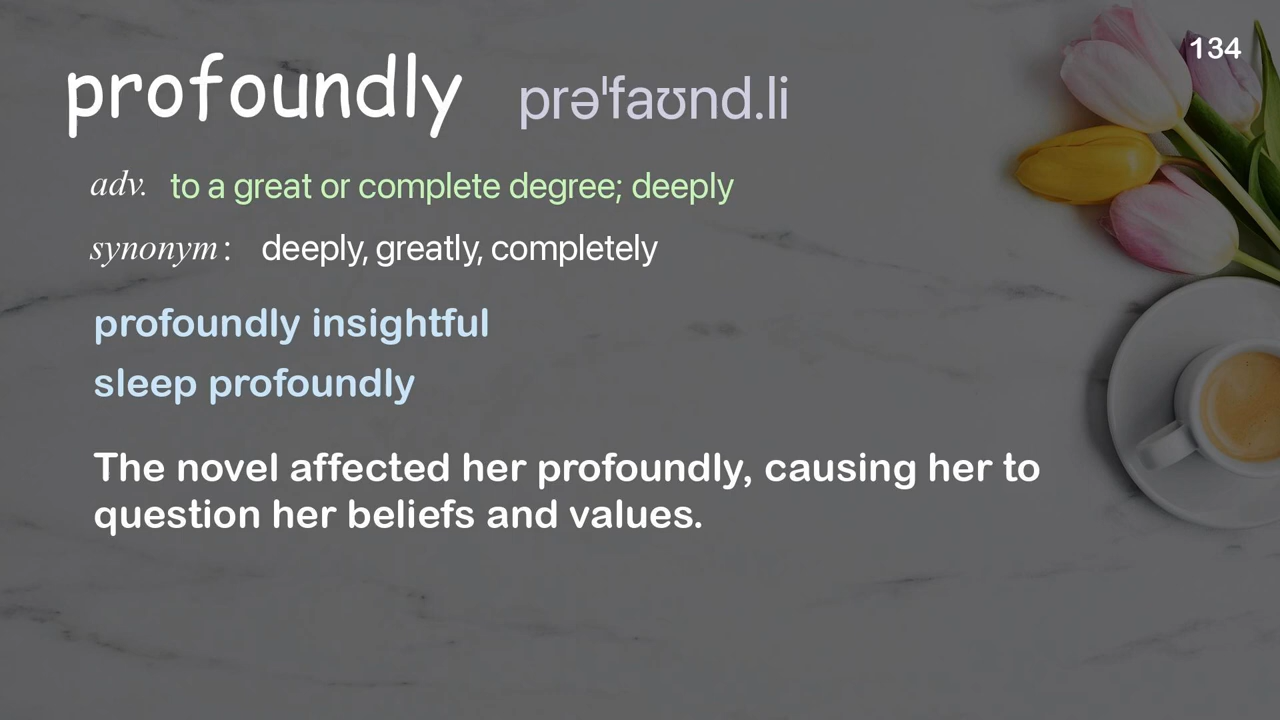 134
profoundly prəˈfaʊnd.li
adv. to a great or complete degree; deeply
synonym : deeply, greatly, completely
profoundly insightful
sleep profoundly
The novel affected her profoundly, causing her to
question her beliefs and values.